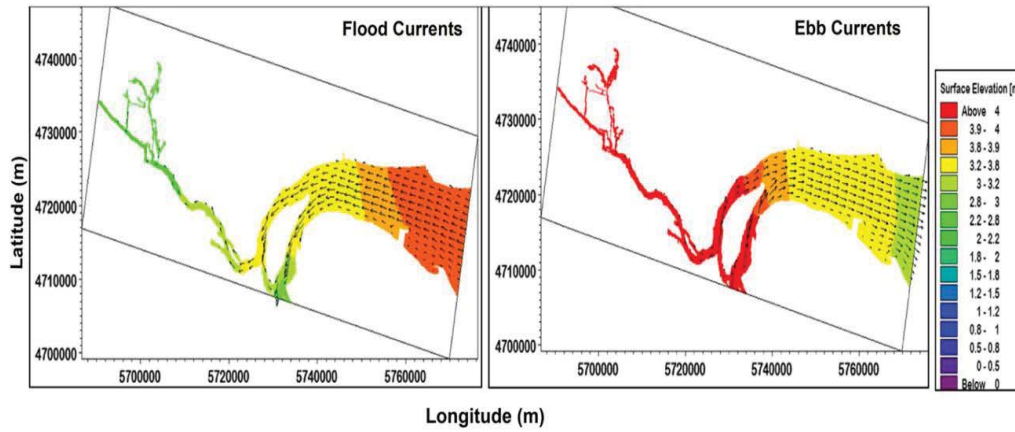 Flood Currents
Ebb Currents
4740000
4730000
4720000
4710000
4700000
5700000
5720000
5740000
5760000
4740000
4730000
4720000
4710000
4700000
5700000
5720000
5740000
5760000
Latitude (m)
Longitude (m)
Surface Elevation [
Above 4
3.9 - 4
3.8 - 3.9
3.2 - 3.8
3 - 3.2
2.8 - 3
2.2 - 2.8
2 - 2.2
1.8 - 2
1.5 - 1.8
1.2 - 1.5
1 - 1.2
0.8 - 1
0.5 - 0.8
0 - 0.5
Below 0